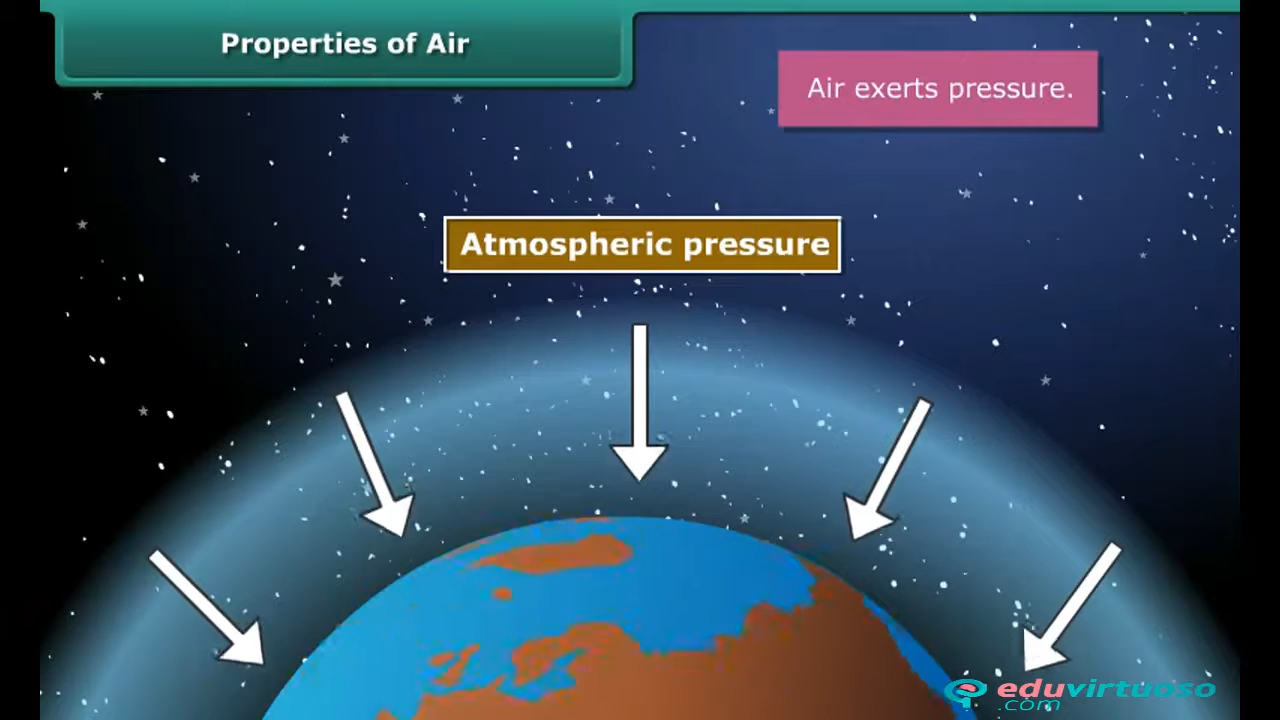 Properties of Air
Air exerts pressure.
Atmospheric pressure
eduvirtuoso
.com